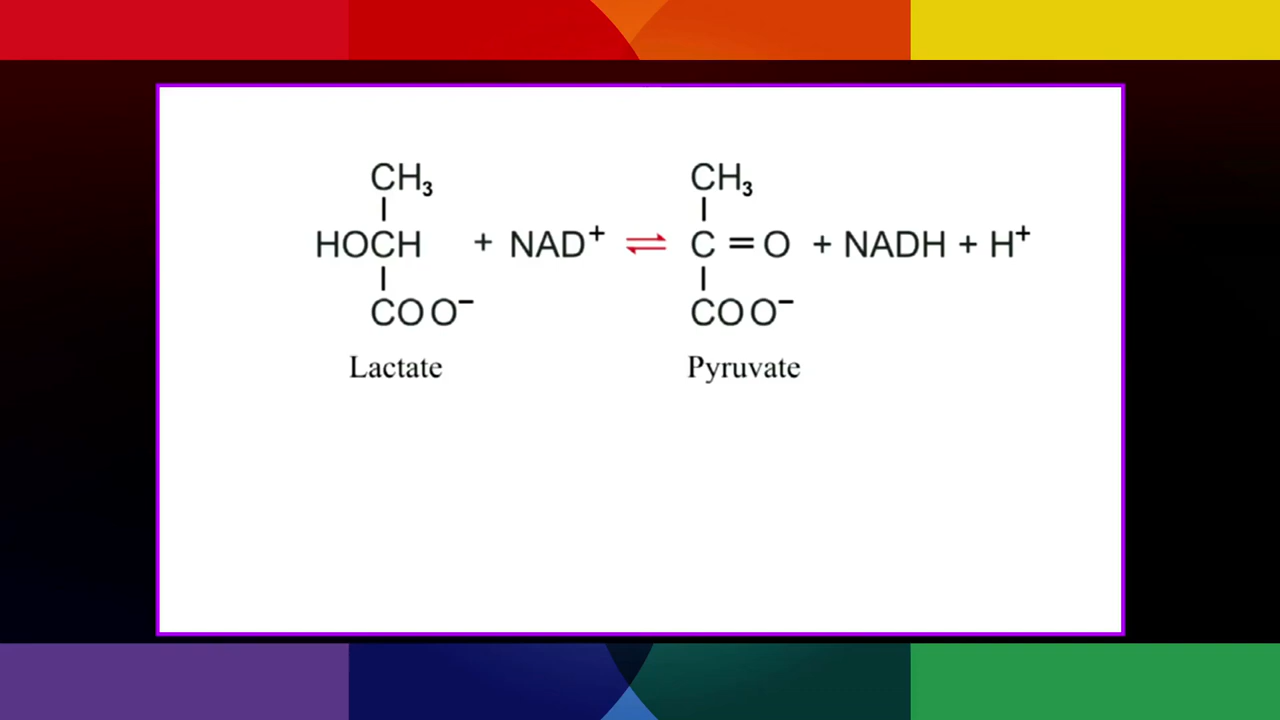 CH₃ CH₃
| |
HOCH + NAD⁺ ⇌ C = O + NADH + H⁺
| |
COO⁻ COO⁻
Lactate Pyruvate